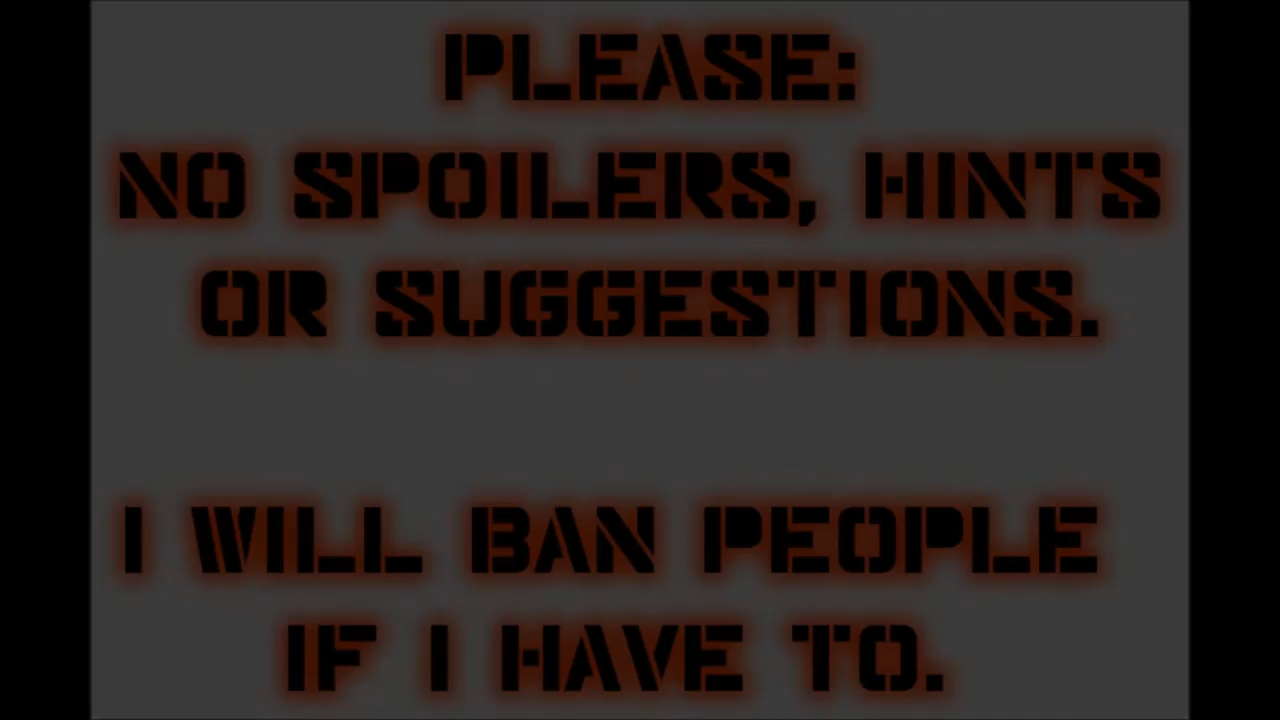 PLEASE:
NO SPOILERS, HINTS
OR SUGGESTIONS.
I WILL BAN PEOPLE
IF I HAVE TO.